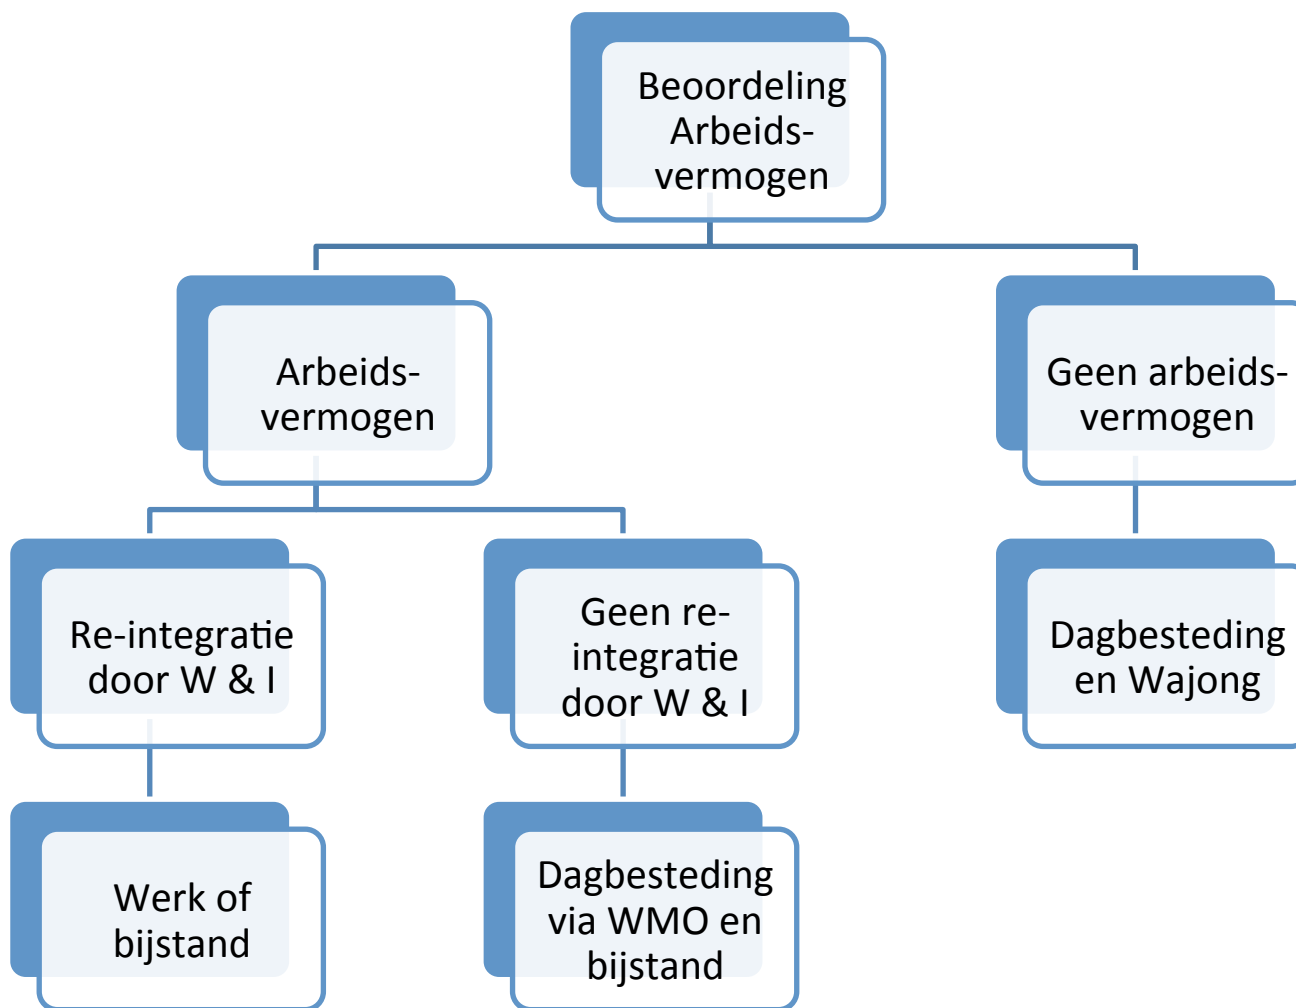 Beoordeling
Arbeids-
vermogen
Arbeids-
vermogen
Geen arbeids-
vermogen
Re-integratie
door W & I
Geen re-
integratie
door W & I
Dagbesteding
en Wajong
Werk of
bijstand
Dagbesteding
via WMO en
bijstand